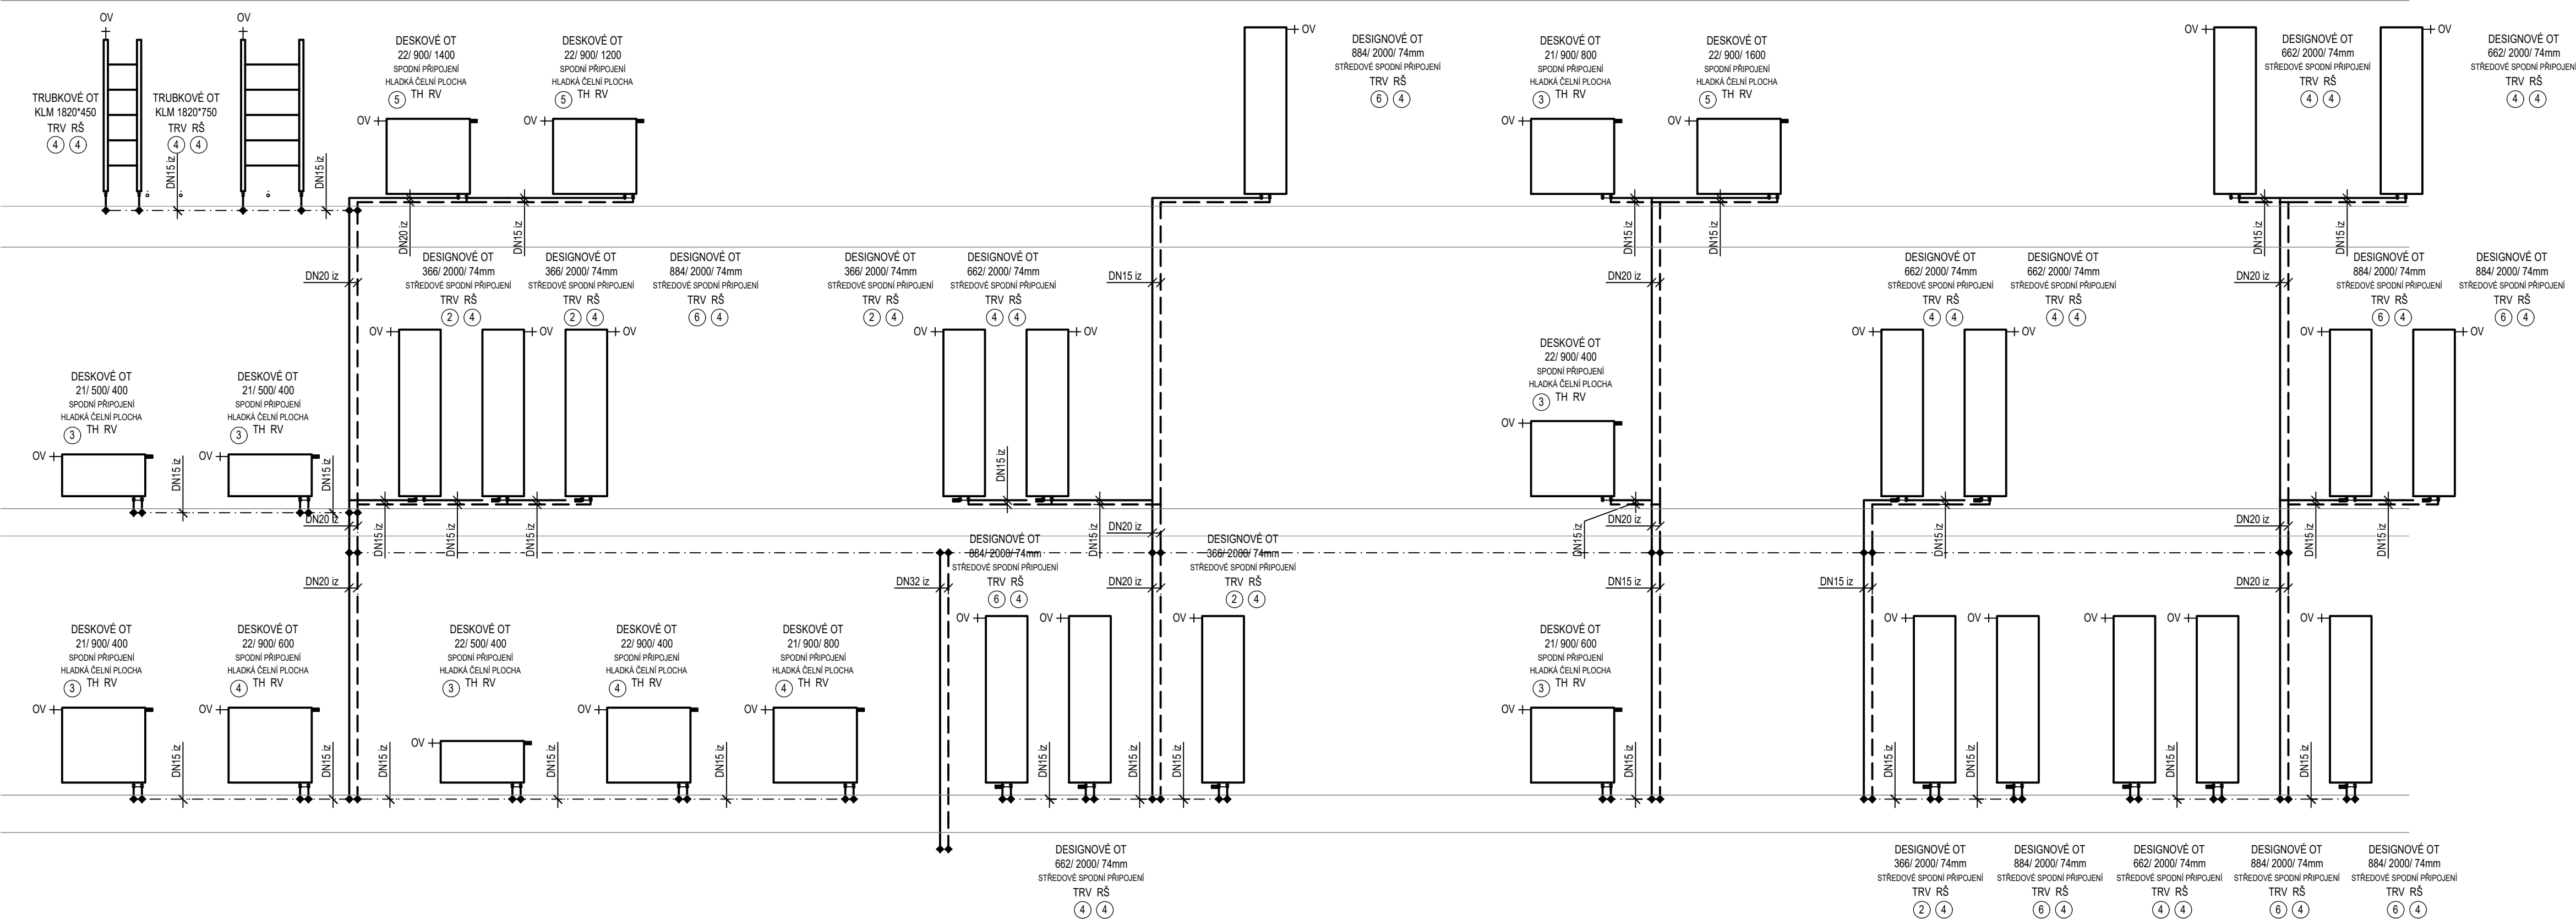 OV
OV
TRUBKOVÉ OT
KLM 1820*450
TRV RŠ
4 4
TRUBKOVÉ OT
KLM 1820*750
TRV RŠ
4 4
DN15 iz
DN15 iz
DESKOVÉ OT
22/ 900/ 1400
SPODNÍ PŘIPOJENÍ
HLADKÁ ČELNÍ PLOCHA
5 TH RV
OV
DESKOVÉ OT
22/ 900/ 1200
SPODNÍ PŘIPOJENÍ
HLADKÁ ČELNÍ PLOCHA
5 TH RV
OV
DN20 iz
DN15 iz
OV
DESIGNOVÉ OT
884/ 2000/ 74mm
STŘEDOVÉ SPODNÍ PŘIPOJENÍ
TRV RŠ
6 4
DESKOVÉ OT
21/ 900/ 800
SPODNÍ PŘIPOJENÍ
HLADKÁ ČELNÍ PLOCHA
3 TH RV
OV
DESKOVÉ OT
22/ 900/ 1600
SPODNÍ PŘIPOJENÍ
HLADKÁ ČELNÍ PLOCHA
5 TH RV
OV
DN15 iz
DN15 iz
OV
DESIGNOVÉ OT
662/ 2000/ 74mm
STŘEDOVÉ SPODNÍ PŘIPOJENÍ
TRV RŠ
4 4
OV
DESIGNOVÉ OT
662/ 2000/ 74mm
STŘEDOVÉ SPODNÍ PŘIPOJENÍ
TRV RŠ
4 4
DN15 iz
DN15 iz
DN20 iz
DESIGNOVÉ OT
366/ 2000/ 74mm
STŘEDOVÉ SPODNÍ PŘIPOJENÍ
TRV RŠ
2 4
DESIGNOVÉ OT
366/ 2000/ 74mm
STŘEDOVÉ SPODNÍ PŘIPOJENÍ
TRV RŠ
2 4
DESIGNOVÉ OT
884/ 2000/ 74mm
STŘEDOVÉ SPODNÍ PŘIPOJENÍ
TRV RŠ
6 4
OV
OV
OV
DESIGNOVÉ OT
366/ 2000/ 74mm
STŘEDOVÉ SPODNÍ PŘIPOJENÍ
TRV RŠ
2 4
DESIGNOVÉ OT
662/ 2000/ 74mm
STŘEDOVÉ SPODNÍ PŘIPOJENÍ
TRV RŠ
4 4
OV
OV
DN15 iz
DN15 iz
DN20 iz
DESKOVÉ OT
22/ 900/ 400
SPODNÍ PŘIPOJENÍ
HLADKÁ ČELNÍ PLOCHA
3 TH RV
OV
DESIGNOVÉ OT
662/ 2000/ 74mm
STŘEDOVÉ SPODNÍ PŘIPOJENÍ
TRV RŠ
4 4
DESIGNOVÉ OT
662/ 2000/ 74mm
STŘEDOVÉ SPODNÍ PŘIPOJENÍ
TRV RŠ
4 4
OV
OV
DN20 iz
DESIGNOVÉ OT
884/ 2000/ 74mm
STŘEDOVÉ SPODNÍ PŘIPOJENÍ
TRV RŠ
6 4
DESIGNOVÉ OT
884/ 2000/ 74mm
STŘEDOVÉ SPODNÍ PŘIPOJENÍ
TRV RŠ
6 4
OV
OV
DESKOVÉ OT
21/ 500/ 400
SPODNÍ PŘIPOJENÍ
HLADKÁ ČELNÍ PLOCHA
3 TH RV
OV
DN15 iz
DESKOVÉ OT
21/ 500/ 400
SPODNÍ PŘIPOJENÍ
HLADKÁ ČELNÍ PLOCHA
3 TH RV
OV
DN15 iz
DN20 iz
DN15 iz
DN15 iz
DN15 iz
DN15 iz
DN20 iz
DN15 iz
DN20 iz
DN15 iz
DN20 iz
DN15 iz
DN15 iz
DN20 iz
DN32 iz
DESIGNOVÉ OT
884/ 2000/ 74mm
STŘEDOVÉ SPODNÍ PŘIPOJENÍ
TRV RŠ
6 4
DN20 iz
DESIGNOVÉ OT
366/ 2000/ 74mm
STŘEDOVÉ SPODNÍ PŘIPOJENÍ
TRV RŠ
2 4
DN15 iz
DN15 iz
DN20 iz
DESKOVÉ OT
21/ 900/ 400
SPODNÍ PŘIPOJENÍ
HLADKÁ ČELNÍ PLOCHA
3 TH RV
OV
DN15 iz
DESKOVÉ OT
22/ 900/ 600
SPODNÍ PŘIPOJENÍ
HLADKÁ ČELNÍ PLOCHA
4 TH RV
OV
DN15 iz
DN15 iz
DESKOVÉ OT
22/ 500/ 400
SPODNÍ PŘIPOJENÍ
HLADKÁ ČELNÍ PLOCHA
3 TH RV
OV
DN15 iz
DESKOVÉ OT
22/ 900/ 400
SPODNÍ PŘIPOJENÍ
HLADKÁ ČELNÍ PLOCHA
4 TH RV
OV
DN15 iz
DESKOVÉ OT
21/ 900/ 800
SPODNÍ PŘIPOJENÍ
HLADKÁ ČELNÍ PLOCHA
4 TH RV
OV
OV
OV
OV
DN15 iz
DN15 iz
DN15 iz
DESKOVÉ OT
21/ 900/ 600
SPODNÍ PŘIPOJENÍ
HLADKÁ ČELNÍ PLOCHA
3 TH RV
OV
DN15 iz
OV
OV
OV
OV
OV
DN15 iz
DN15 iz
DN15 iz
DN15 iz
DESIGNOVÉ OT
662/ 2000/ 74mm
STŘEDOVÉ SPODNÍ PŘIPOJENÍ
TRV RŠ
4 4
DESIGNOVÉ OT
366/ 2000/ 74mm
STŘEDOVÉ SPODNÍ PŘIPOJENÍ
TRV RŠ
2 4
DESIGNOVÉ OT
884/ 2000/ 74mm
STŘEDOVÉ SPODNÍ PŘIPOJENÍ
TRV RŠ
6 4
DESIGNOVÉ OT
662/ 2000/ 74mm
STŘEDOVÉ SPODNÍ PŘIPOJENÍ
TRV RŠ
4 4
DESIGNOVÉ OT
884/ 2000/ 74mm
STŘEDOVÉ SPODNÍ PŘIPOJENÍ
TRV RŠ
6 4
DESIGNOVÉ OT
884/ 2000/ 74mm
STŘEDOVÉ SPODNÍ PŘIPOJENÍ
TRV RŠ
6 4